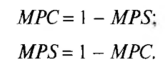 MPC = 1 – MPS;
MPS = 1 – MPC.